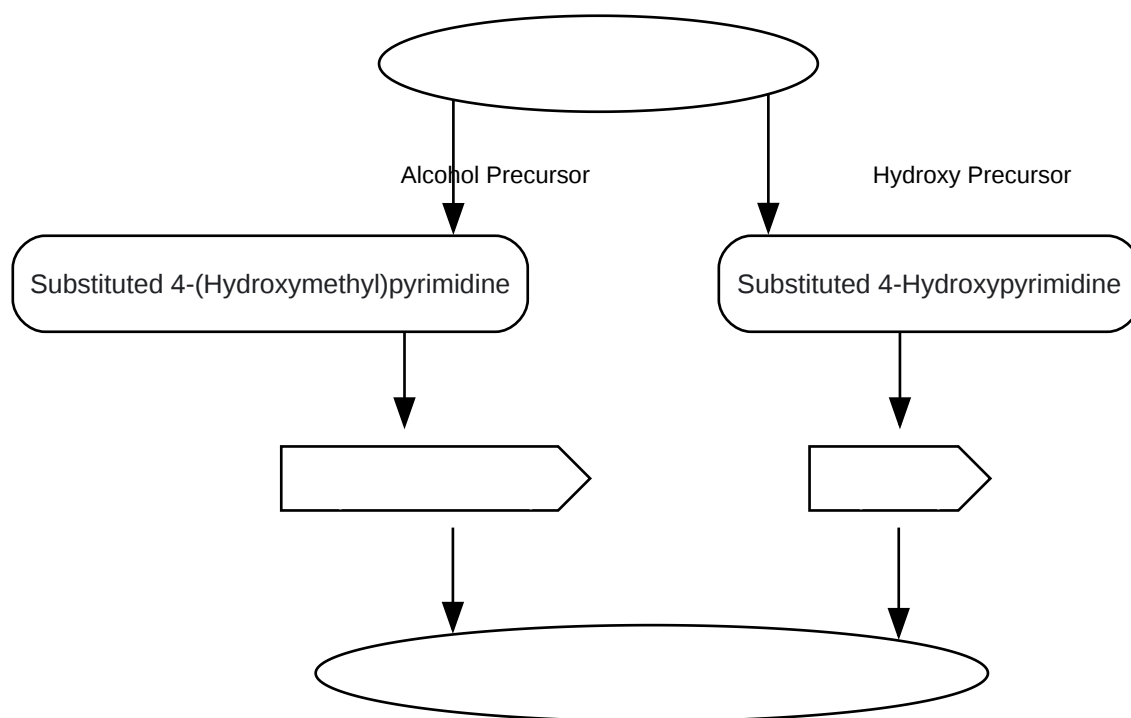 Alcohol Precursor
Hydroxy Precursor
Substituted 4-(Hydroxymethyl)pyrimidine
Substituted 4-Hydroxypyrimidine